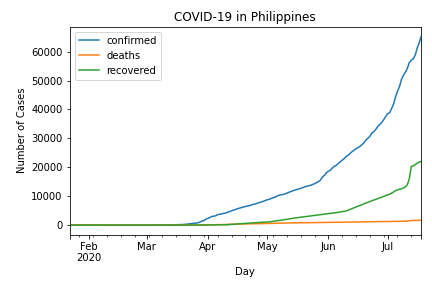 COVID-19 in Philippines
confirmed
deaths
recovered
Number of Cases
60000
50000
40000
30000
20000
10000
0
Feb Mar Apr May Jun Jul
2020
Day